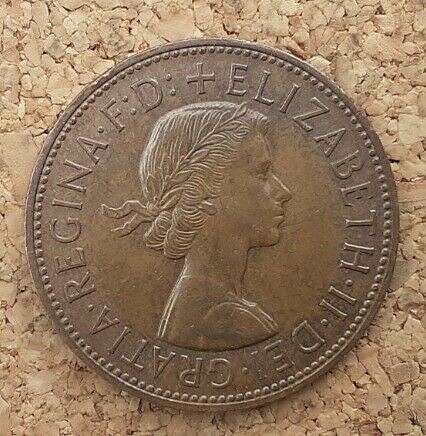 + ELIZABETH · II · DEI · GRATIA · REGINA · F : D :